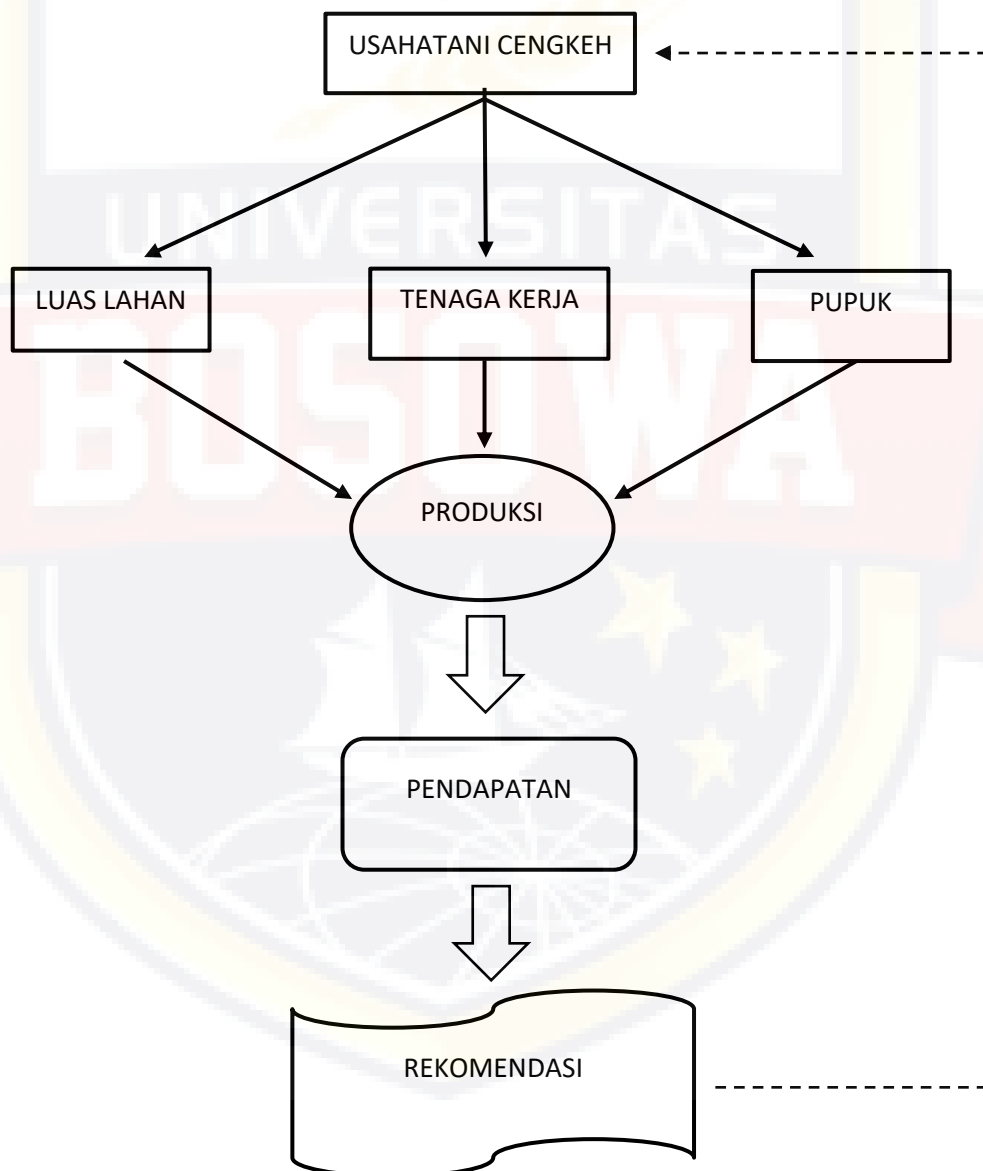 USAHATANI CENGKEH
UNIVERSITAS
LUAS LAHAN
TENAGA KERJA
PUPUK
BOSOWA
PRODUKSI
PENDAPATAN
REKOMENDASI